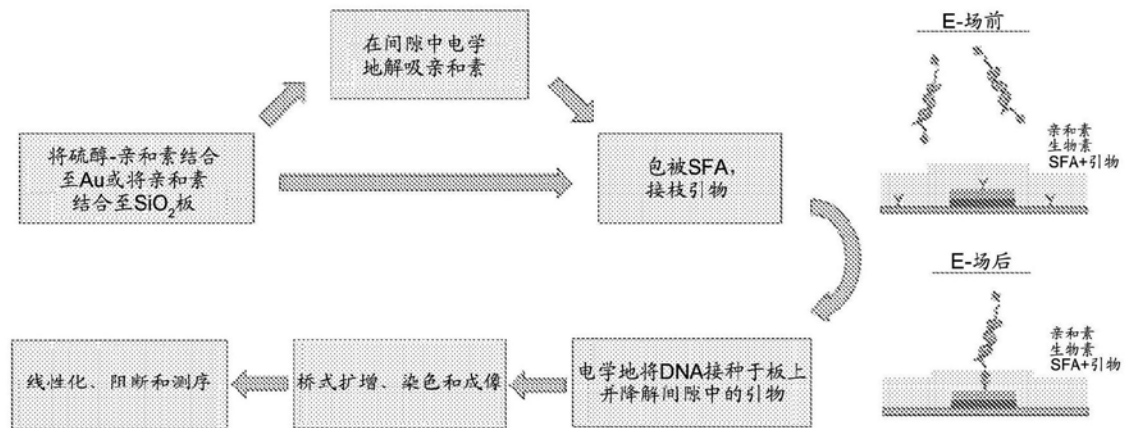 在间隙中电学
地解吸亲和素
将硫醇-亲和素结合
至Au或将亲和素
结合至SiO₂板
包被SFA,
接枝引物
E-场前
亲和素
生物素
SFA+引物
E-场后
亲和素
生物素
SFA+引物
电学地将DNA接种于板上
并降解间隙中的引物
桥式扩增、染色和成像
线性化、阻断和测序